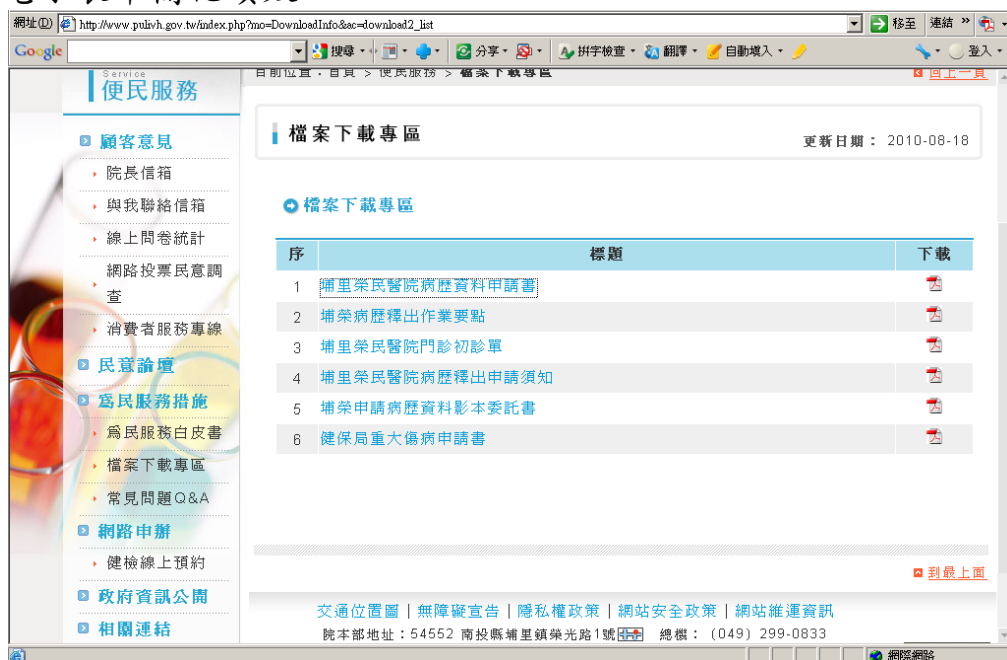 網址(D) http://www.pulivh.gov.tw/index.php?mo=DownloadInfo&ac=download2_list 移至 連結 »
Google 搜尋 分享 拼字檢查 翻譯 自動填入 登入
Service
便民服務
目前位置：首頁 > 便民服務 > 檔案下載專區
回上一頁
顧客意見
院長信箱
與我聯絡信箱
線上問卷統計
網路投票民意調
查
消費者服務專線
民意論壇
為民服務措施
為民服務白皮書
檔案下載專區
常見問題Q&A
網路申辦
健檢線上預約
政府資訊公開
相關連結
檔案下載專區
更新日期： 2010-08-18
檔案下載專區
序 標題 下載
1 埔里榮民醫院病歷資料申請書
2 埔榮病歷釋出作業要點
3 埔里榮民醫院門診初診單
4 埔里榮民醫院病歷釋出申請須知
5 埔榮申請病歷資料影本委託書
6 健保局重大傷病申請書
到最上面
交通位置圖 | 無障礙宣告 | 隱私權政策 | 網站安全政策 | 網站維運資訊
院本部地址：54552 南投縣埔里鎮榮光路1號 總機： (049) 299-0833
網際網路